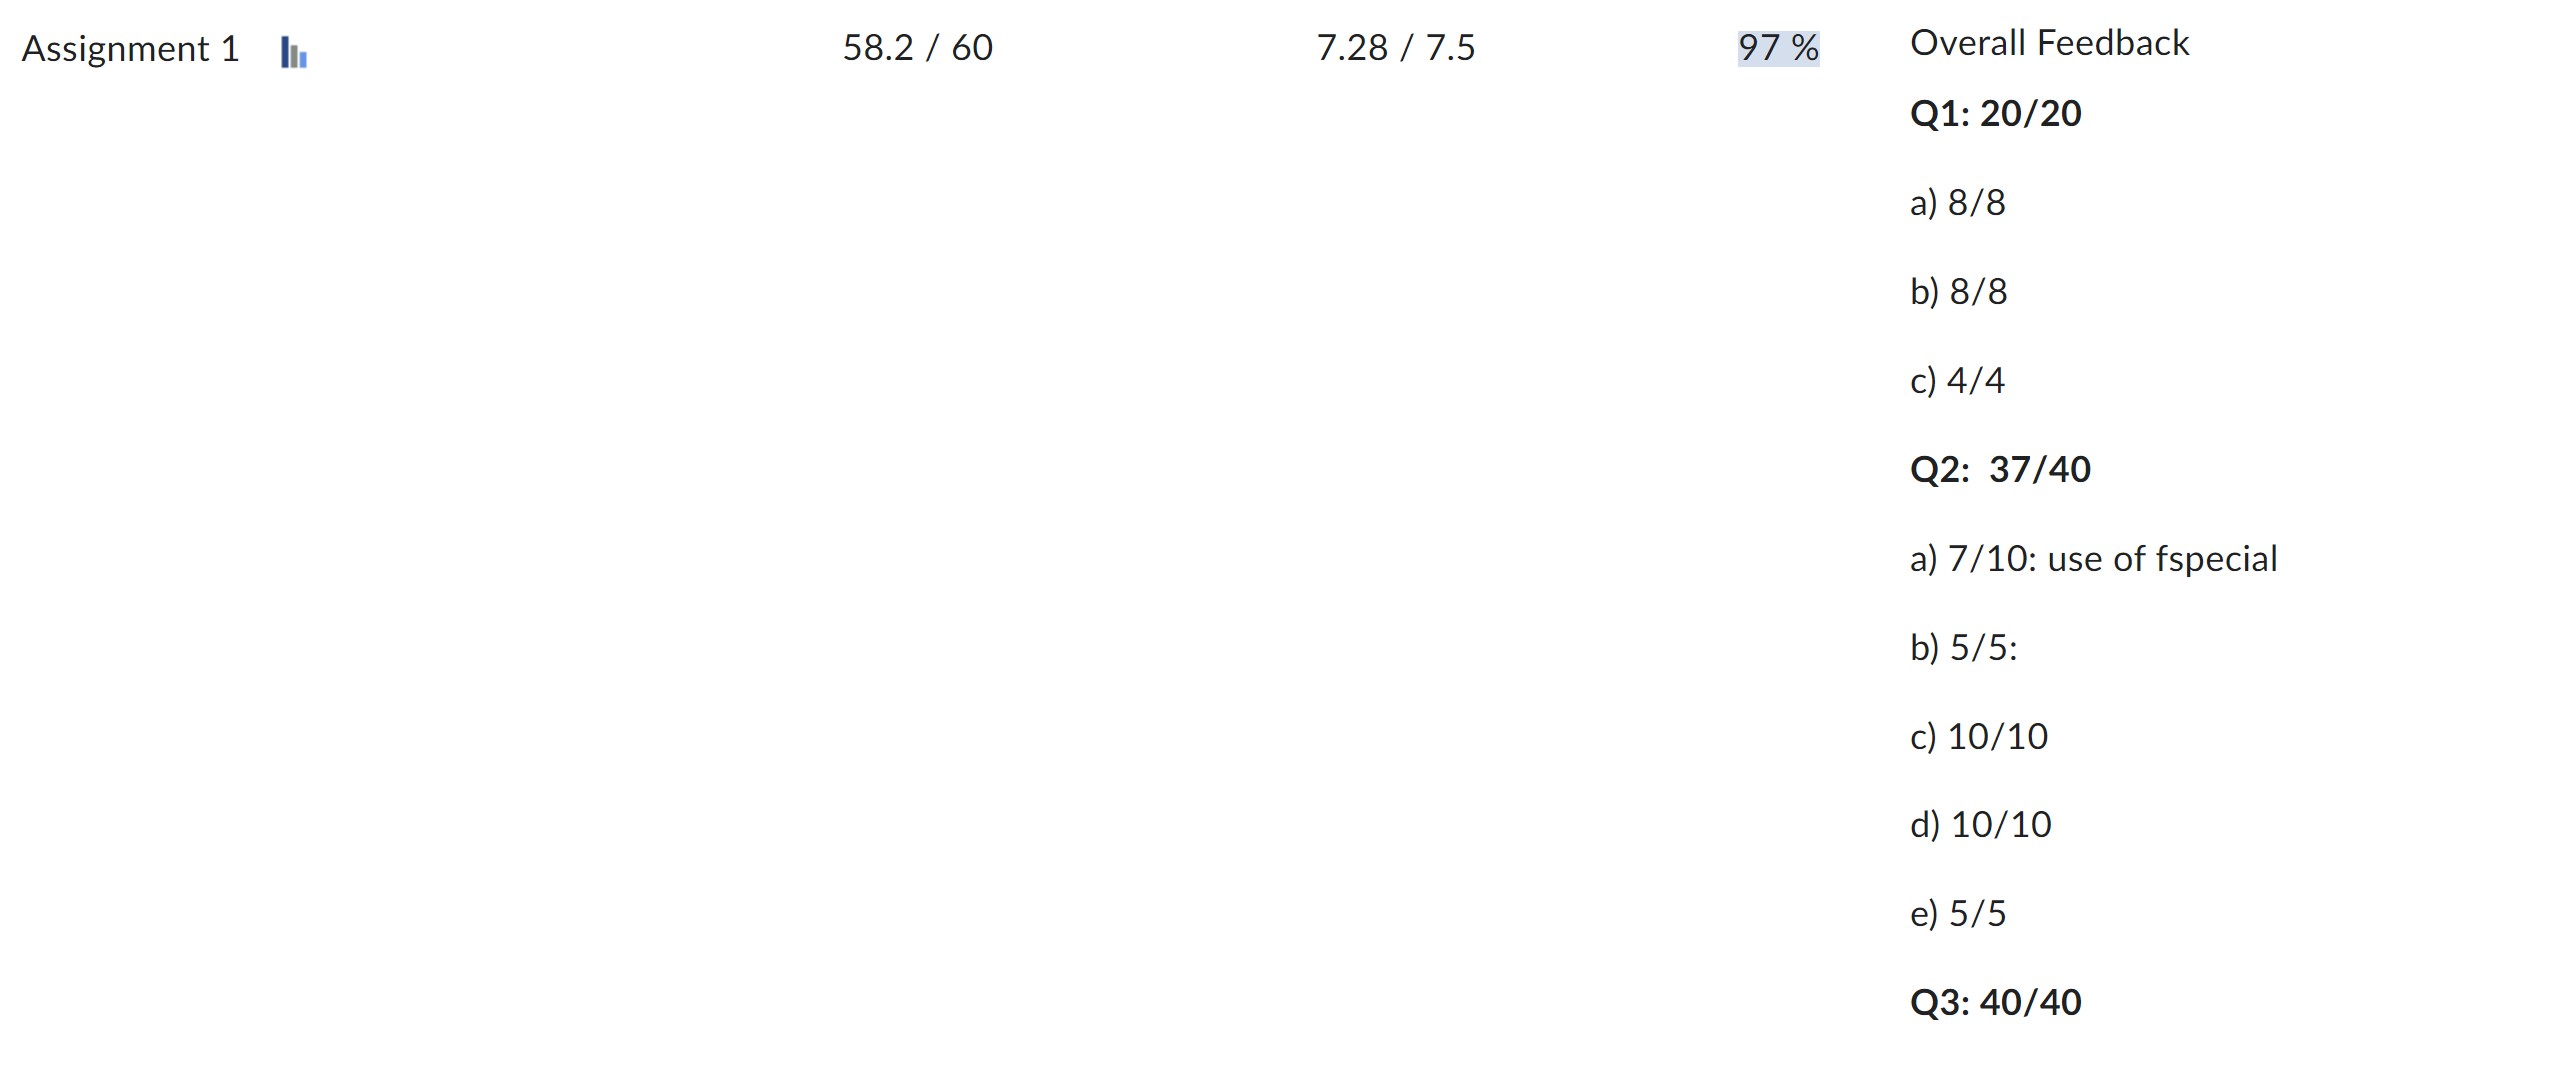 Assignment 1 58.2 / 60 7.28 / 7.5 97 % Overall Feedback
Q1: 20/20
a) 8/8
b) 8/8
c) 4/4
Q2: 37/40
a) 7/10: use of fspecial
b) 5/5:
c) 10/10
d) 10/10
e) 5/5
Q3: 40/40